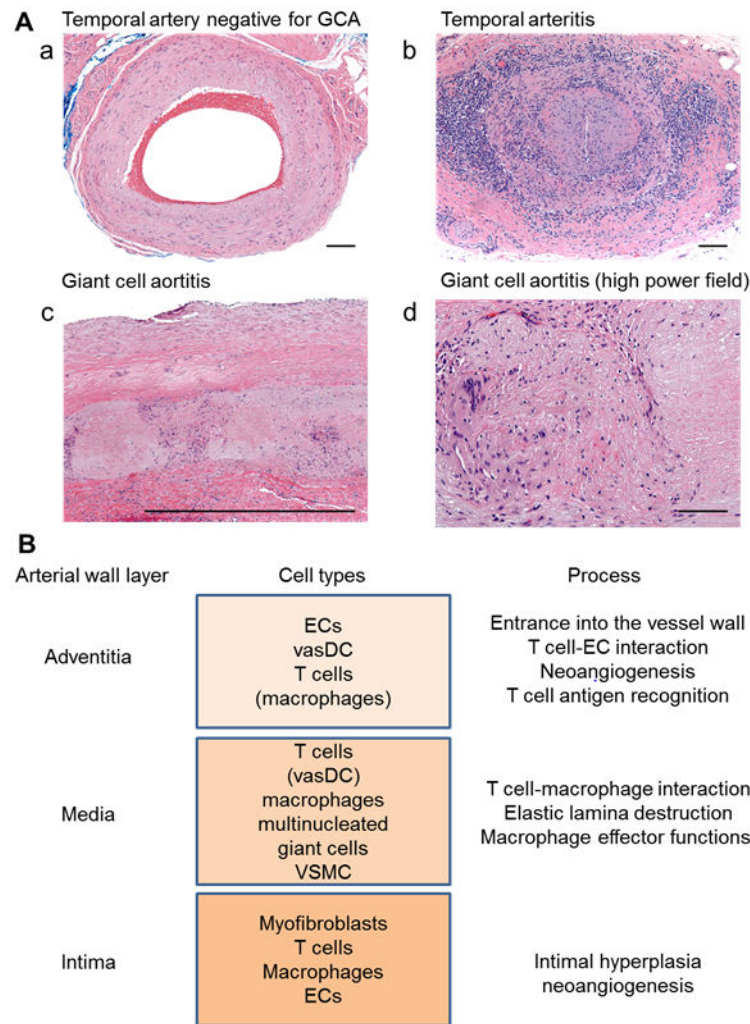 A
Temporal artery negative for GCA
Temporal arteritis
a
b
Giant cell aortitis
Giant cell aortitis (high power field)
c
d
B
Arterial wall layer
Cell types
Process
Adventitia
ECs
vasDC
T cells
(macrophages)
Entrance into the vessel wall
T cell-EC interaction
Neoangiogenesis
T cell antigen recognition
Media
T cells
(vasDC)
macrophages
multinucleated
giant cells
VSMC
T cell-macrophage interaction
Elastic lamina destruction
Macrophage effector functions
Intima
Myofibroblasts
T cells
Macrophages
ECs
Intimal hyperplasia
neoangiogenesis